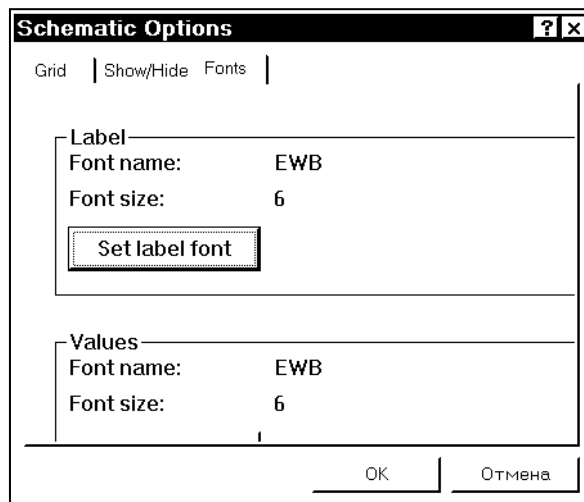 Schematic Options ? ×
Grid Show/Hide Fonts
Label
Font name: EWB
Font size: 6
Set label font
Values
Font name: EWB
Font size: 6
OK Отмена